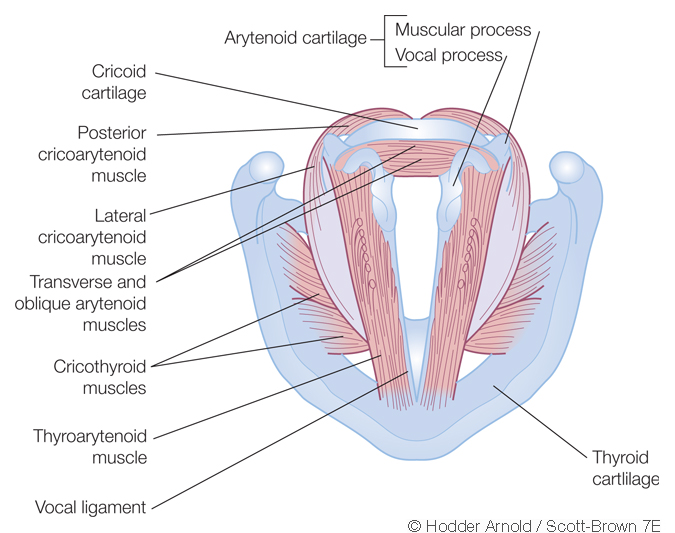 Arytenoid cartilage
Muscular process
Vocal process
Cricoid
cartilage
Posterior
cricoarytenoid
muscle
Lateral
cricoarytenoid
muscle
Transverse and
oblique arytenoid
muscles
Cricothyroid
muscles
Thyroarytenoid
muscle
Vocal ligament
Thyroid
cartlilage
© Hodder Arnold / Scott-Brown 7E